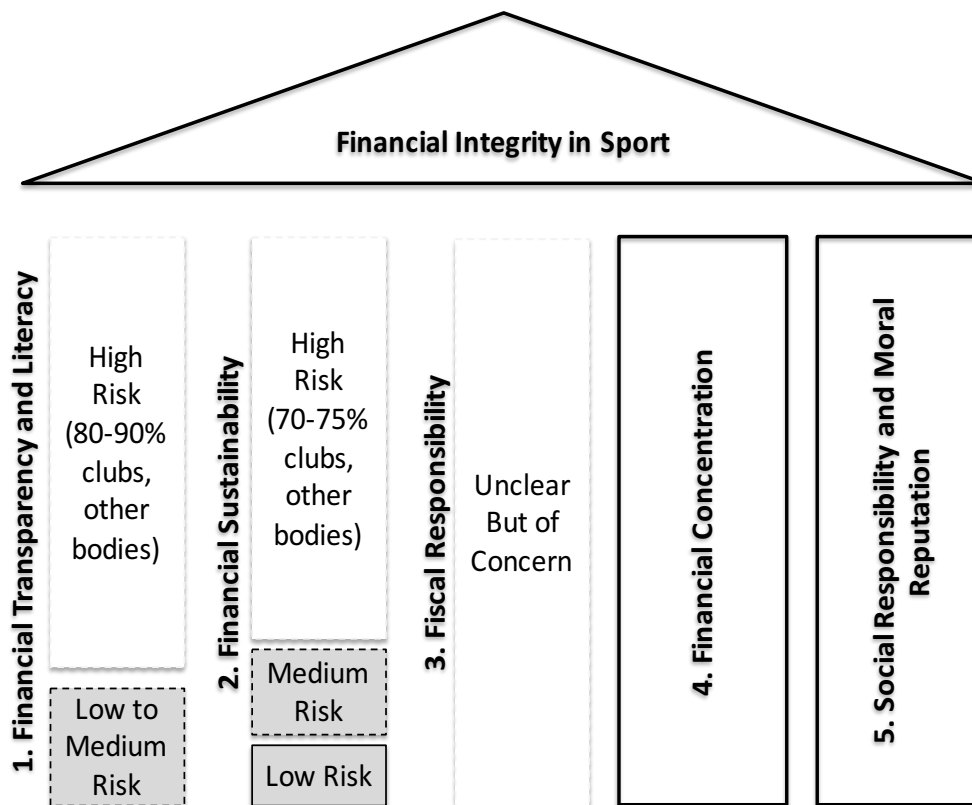 Financial Integrity in Sport
1. Financial Transparency and Literacy
High
Risk
(80-90%
clubs,
other
bodies)
Low to
Medium
Risk
2. Financial Sustainability
High
Risk
(70-75%
clubs,
other
bodies)
Medium
Risk
Low Risk
3. Fiscal Responsibility
Unclear
But of
Concern
4. Financial Concentration
5. Social Responsibility and Moral
Reputation